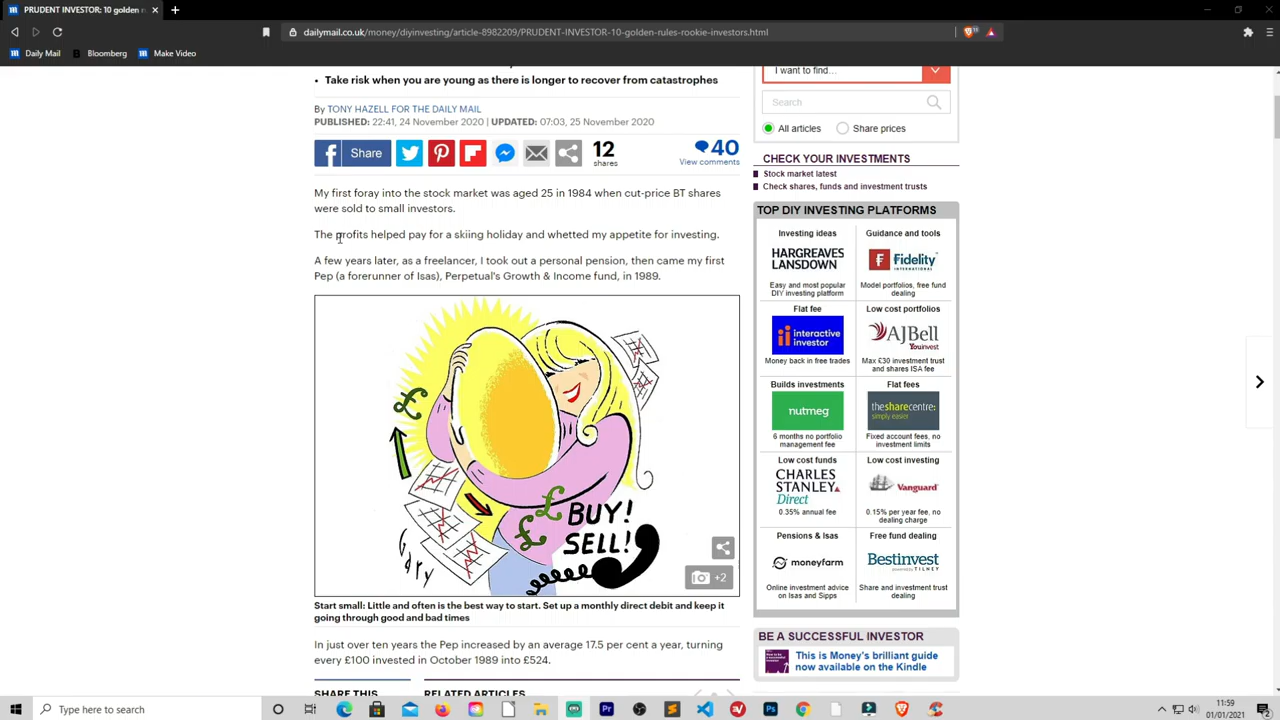 PRUDENT INVESTOR: 10 golden r
dailymail.co.uk/money/diyinvesting/article-8982209/PRUDENT-INVESTOR-10-golden-rules-rookie-investors.html
Daily Mail
Bloomberg
Make Video
• Take risk when you are young as there is longer to recover from catastrophes
By TONY HAZELL FOR THE DAILY MAIL
PUBLISHED: 22:41, 24 November 2020 | UPDATED: 07:03, 25 November 2020
Share
12
shares
40
View comments
My first foray into the stock market was aged 25 in 1984 when cut-price BT shares
were sold to small investors.
The profits helped pay for a skiing holiday and whetted my appetite for investing.
A few years later, as a freelancer, I took out a personal pension, then came my first
Pep (a forerunner of Isas), Perpetual's Growth & Income fund, in 1989.
BUY!
SELL!
Gary
+2
Start small: Little and often is the best way to start. Set up a monthly direct debit and keep it
going through good and bad times
In just over ten years the Pep increased by an average 17.5 per cent a year, turning
every £100 invested in October 1989 into £524.
SHARE THIS
RELATED ARTICLES
I want to find...
Search
All articles
Share prices
CHECK YOUR INVESTMENTS
Stock market latest
Check shares, funds and investment trusts
TOP DIY INVESTING PLATFORMS
Investing ideas
HARGREAVES
LANSDOWN
Easy and most popular
DIY investing platform
Guidance and tools
Fidelity
INTERNATIONAL
Model portfolios, free fund
dealing
Flat fee
interactive
investor
Money back in free trades
Low cost portfolios
AJBell
Youinvest
Max £30 investment trust
and shares ISA fee
Builds investments
nutmeg
6 months no portfolio
management fee
Flat fees
thesharecentre:
simply easier
Fixed account fees, no
investment limits
Low cost funds
CHARLES
STANLEY
Direct
0.35% annual fee
Low cost investing
Vanguard
0.15% per year fee, no
dealing charge
Pensions & Isas
moneyfarm
Online investment advice
on Isas and Sipps
Free fund dealing
Bestinvest
TILNEY
Share and investment trust
dealing
BE A SUCCESSFUL INVESTOR
This is Money's brilliant guide
now available on the Kindle
Type here to search
11:59
01/01/2021